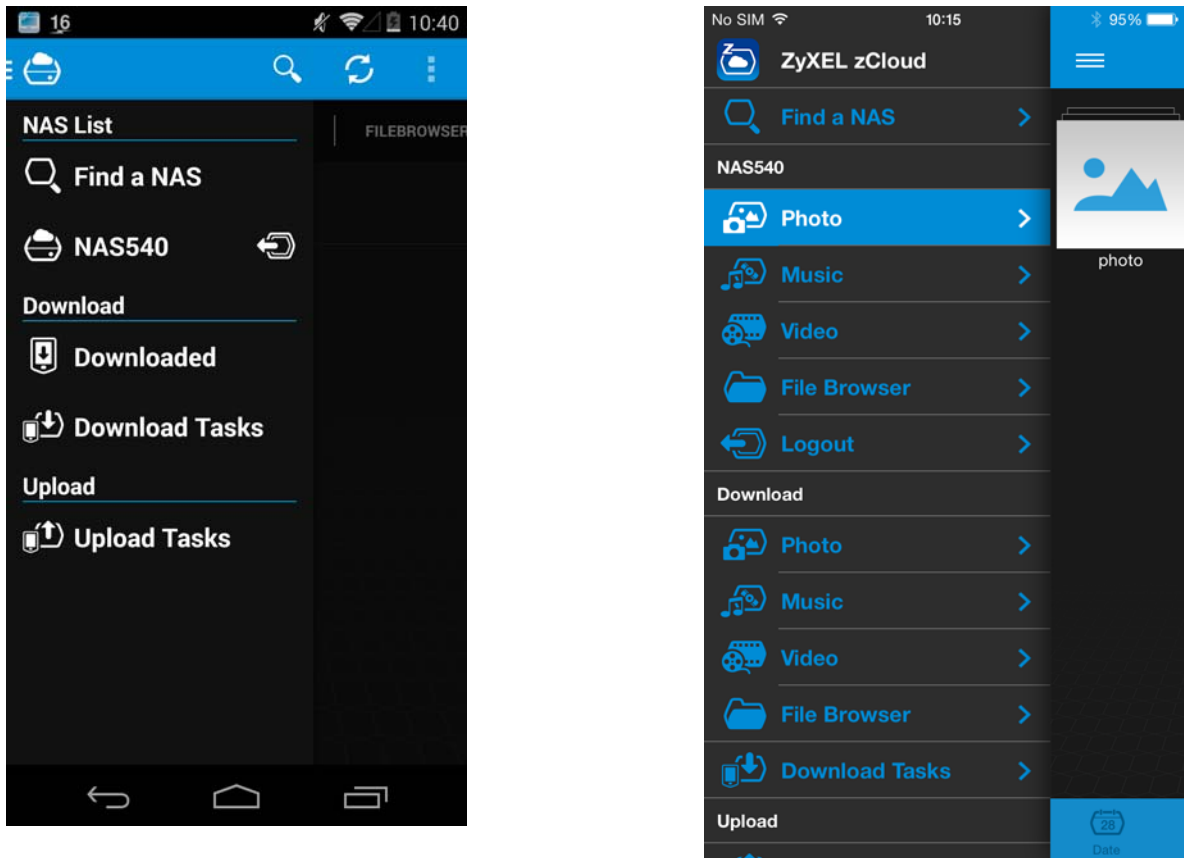 16
10:40
NAS List
FILEBROWSER
Find a NAS
NAS540
Download
Downloaded
Download Tasks
Upload
Upload Tasks
No SIM
10:15
95%
ZyXEL zCloud
Find a NAS
NAS540
Photo
photo
Music
Video
File Browser
Logout
Download
Photo
Music
Video
File Browser
Download Tasks
Upload
28
Date